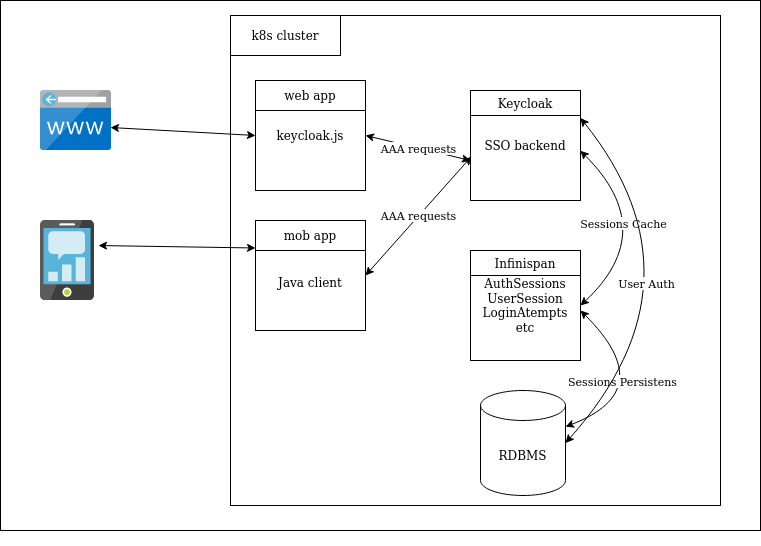 k8s cluster
WWW
web app
keycloak.js
AAA requests
Keycloak
SSO backend
mob app
Java client
AAA requests
Sessions Cache
Infinispan
AuthSessions
UserSession
LoginAtempts
etc
User Auth
Sessions Persistens
RDBMS